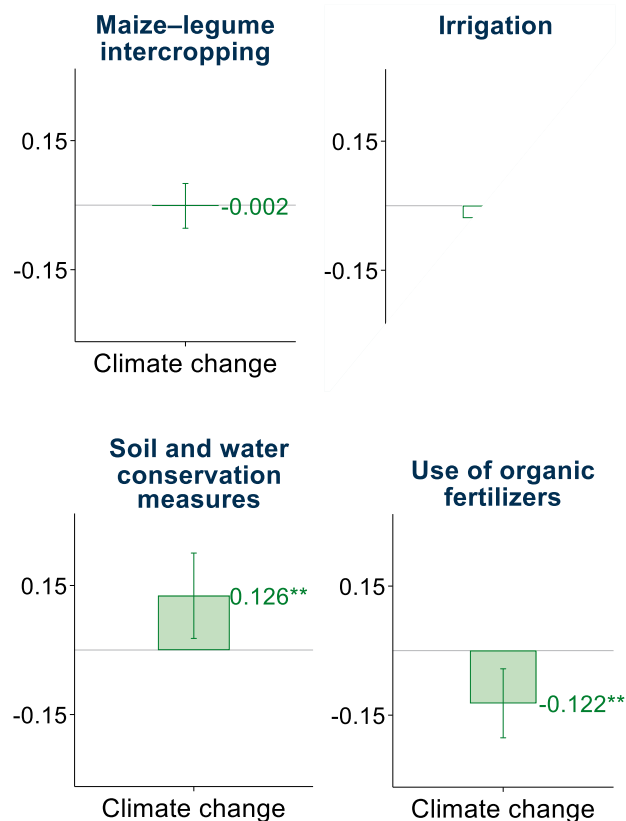 Maize–legume
intercropping
0.15
-0.002
-0.15
Climate change
Irrigation
0.15
-0.15
Soil and water
conservation
measures
0.15
0.126**
-0.15
Climate change
Use of organic
fertilizers
0.15
-0.122**
-0.15
Climate change